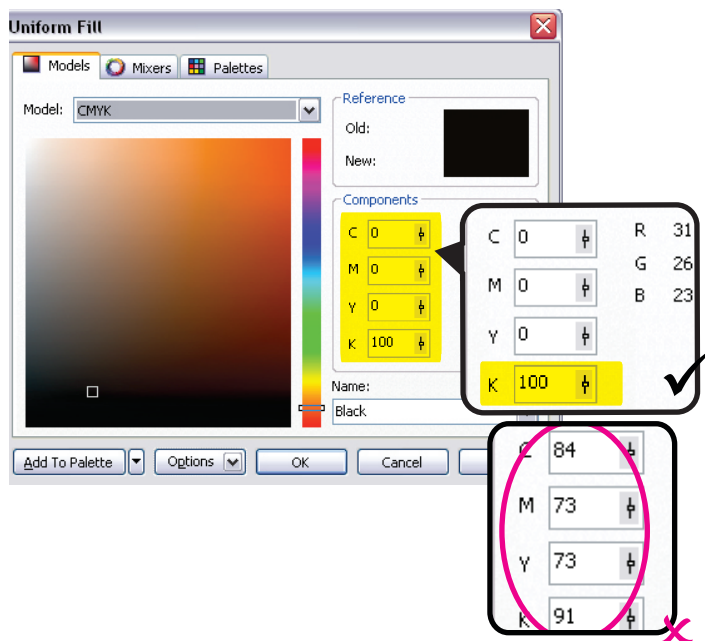 Uniform Fill
Models Mixers Palettes
Model: CMYK
Reference
Old:
New:
Components
C 0
M 0
Y 0
K 100
Name:
Black
Add To Palette Options OK Cancel
C 0 R 31
M 0 G 26
Y 0 B 23
K 100
C 84
M 73
Y 73
K 91